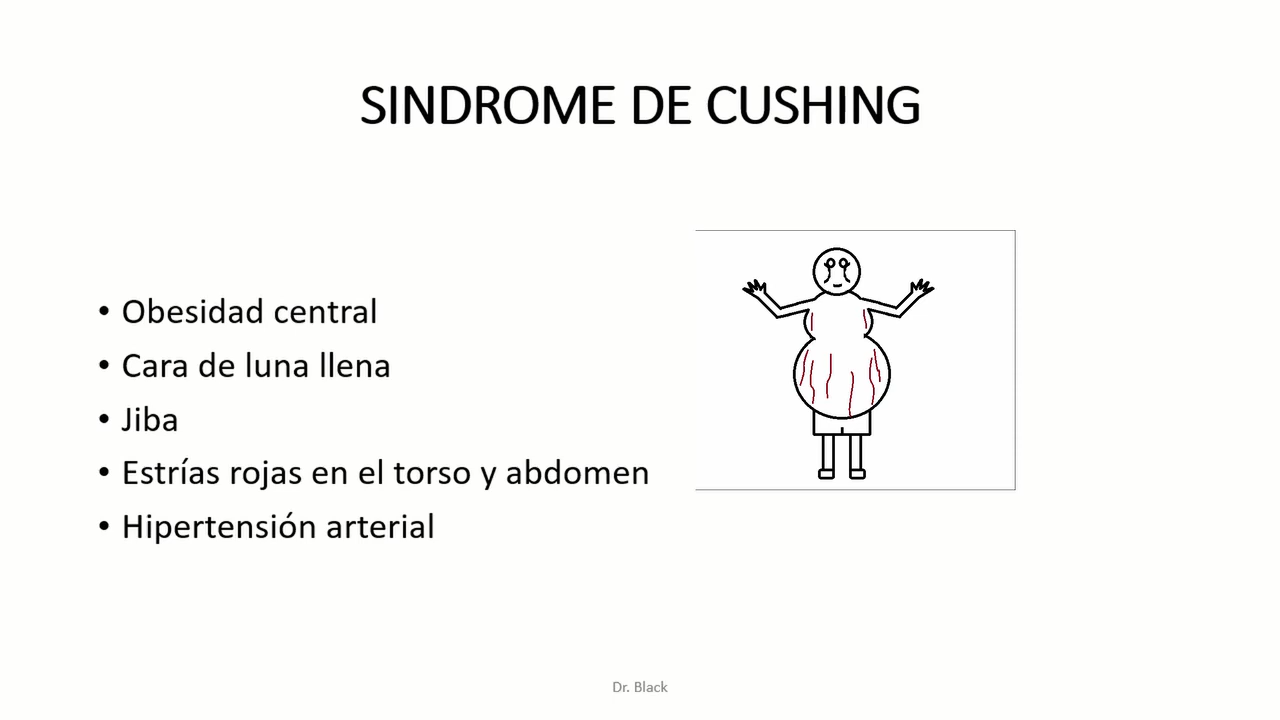 SINDROME DE CUSHING
• Obesidad central
• Cara de luna llena
• Jiba
• Estrías rojas en el torso y abdomen
• Hipertensión arterial
Dr. Black